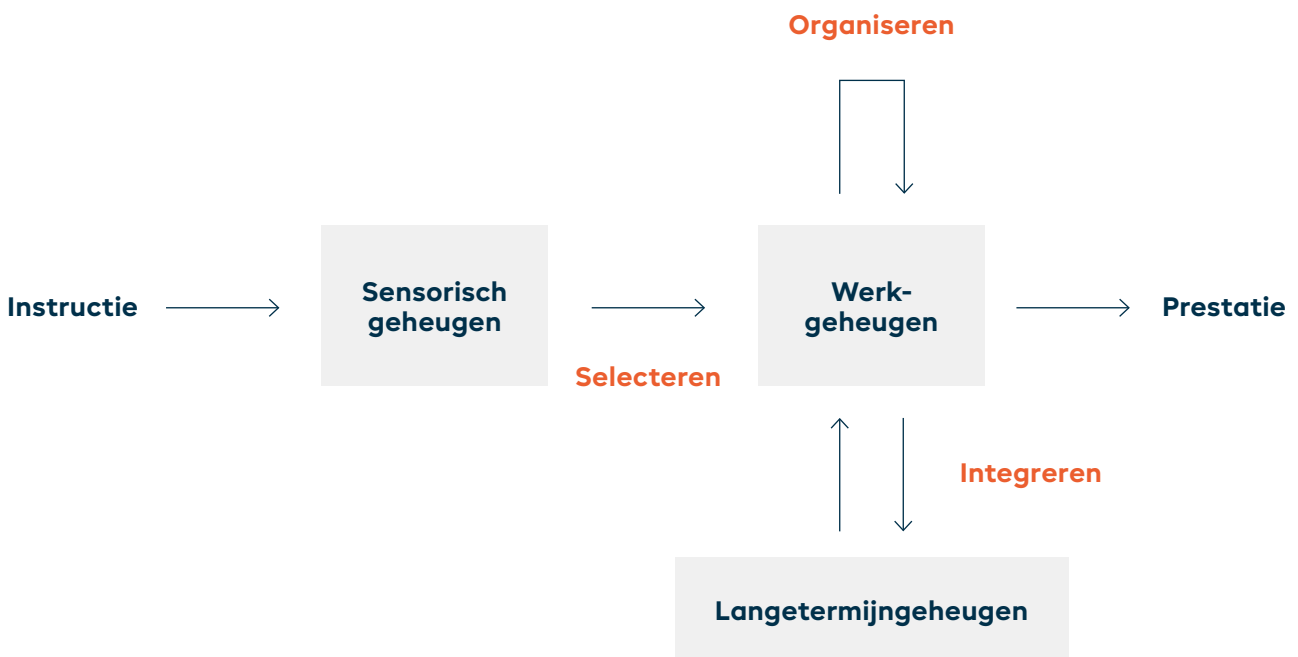 Organiseren
Instructie
Sensorisch
geheugen
Selecteren
Werk-
geheugen
Prestatie
Integreren
Langetermijngeheugen